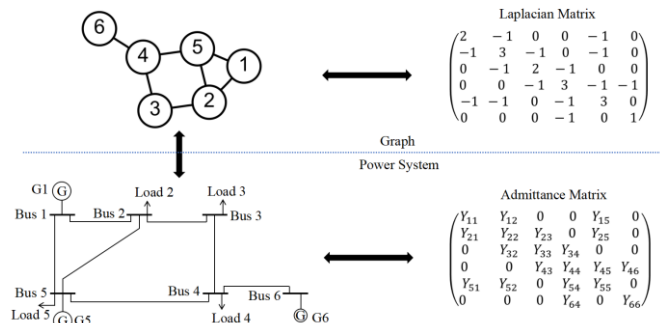 6
4
5
1
3
2
Laplacian Matrix
2 -1 0 0 -1 0
-1 3 -1 0 -1 0
0 -1 2 -1 0 0
0 0 -1 3 -1 -1
-1 -1 0 -1 3 0
0 0 0 -1 0 1
Graph
Power System
G1 G
Load 2
Load 3
Bus 1
Bus 2
Bus 3
Bus 5
Bus 4
Bus 6
Load 5
G G5
Load 4
G G6
Admittance Matrix
Y11 Y12 0 0 Y15 0
Y21 Y22 Y23 0 Y25 0
0 Y32 Y33 Y34 0 0
0 0 Y43 Y44 Y45 Y46
Y51 Y52 0 Y54 Y55 0
0 0 0 Y64 0 Y66